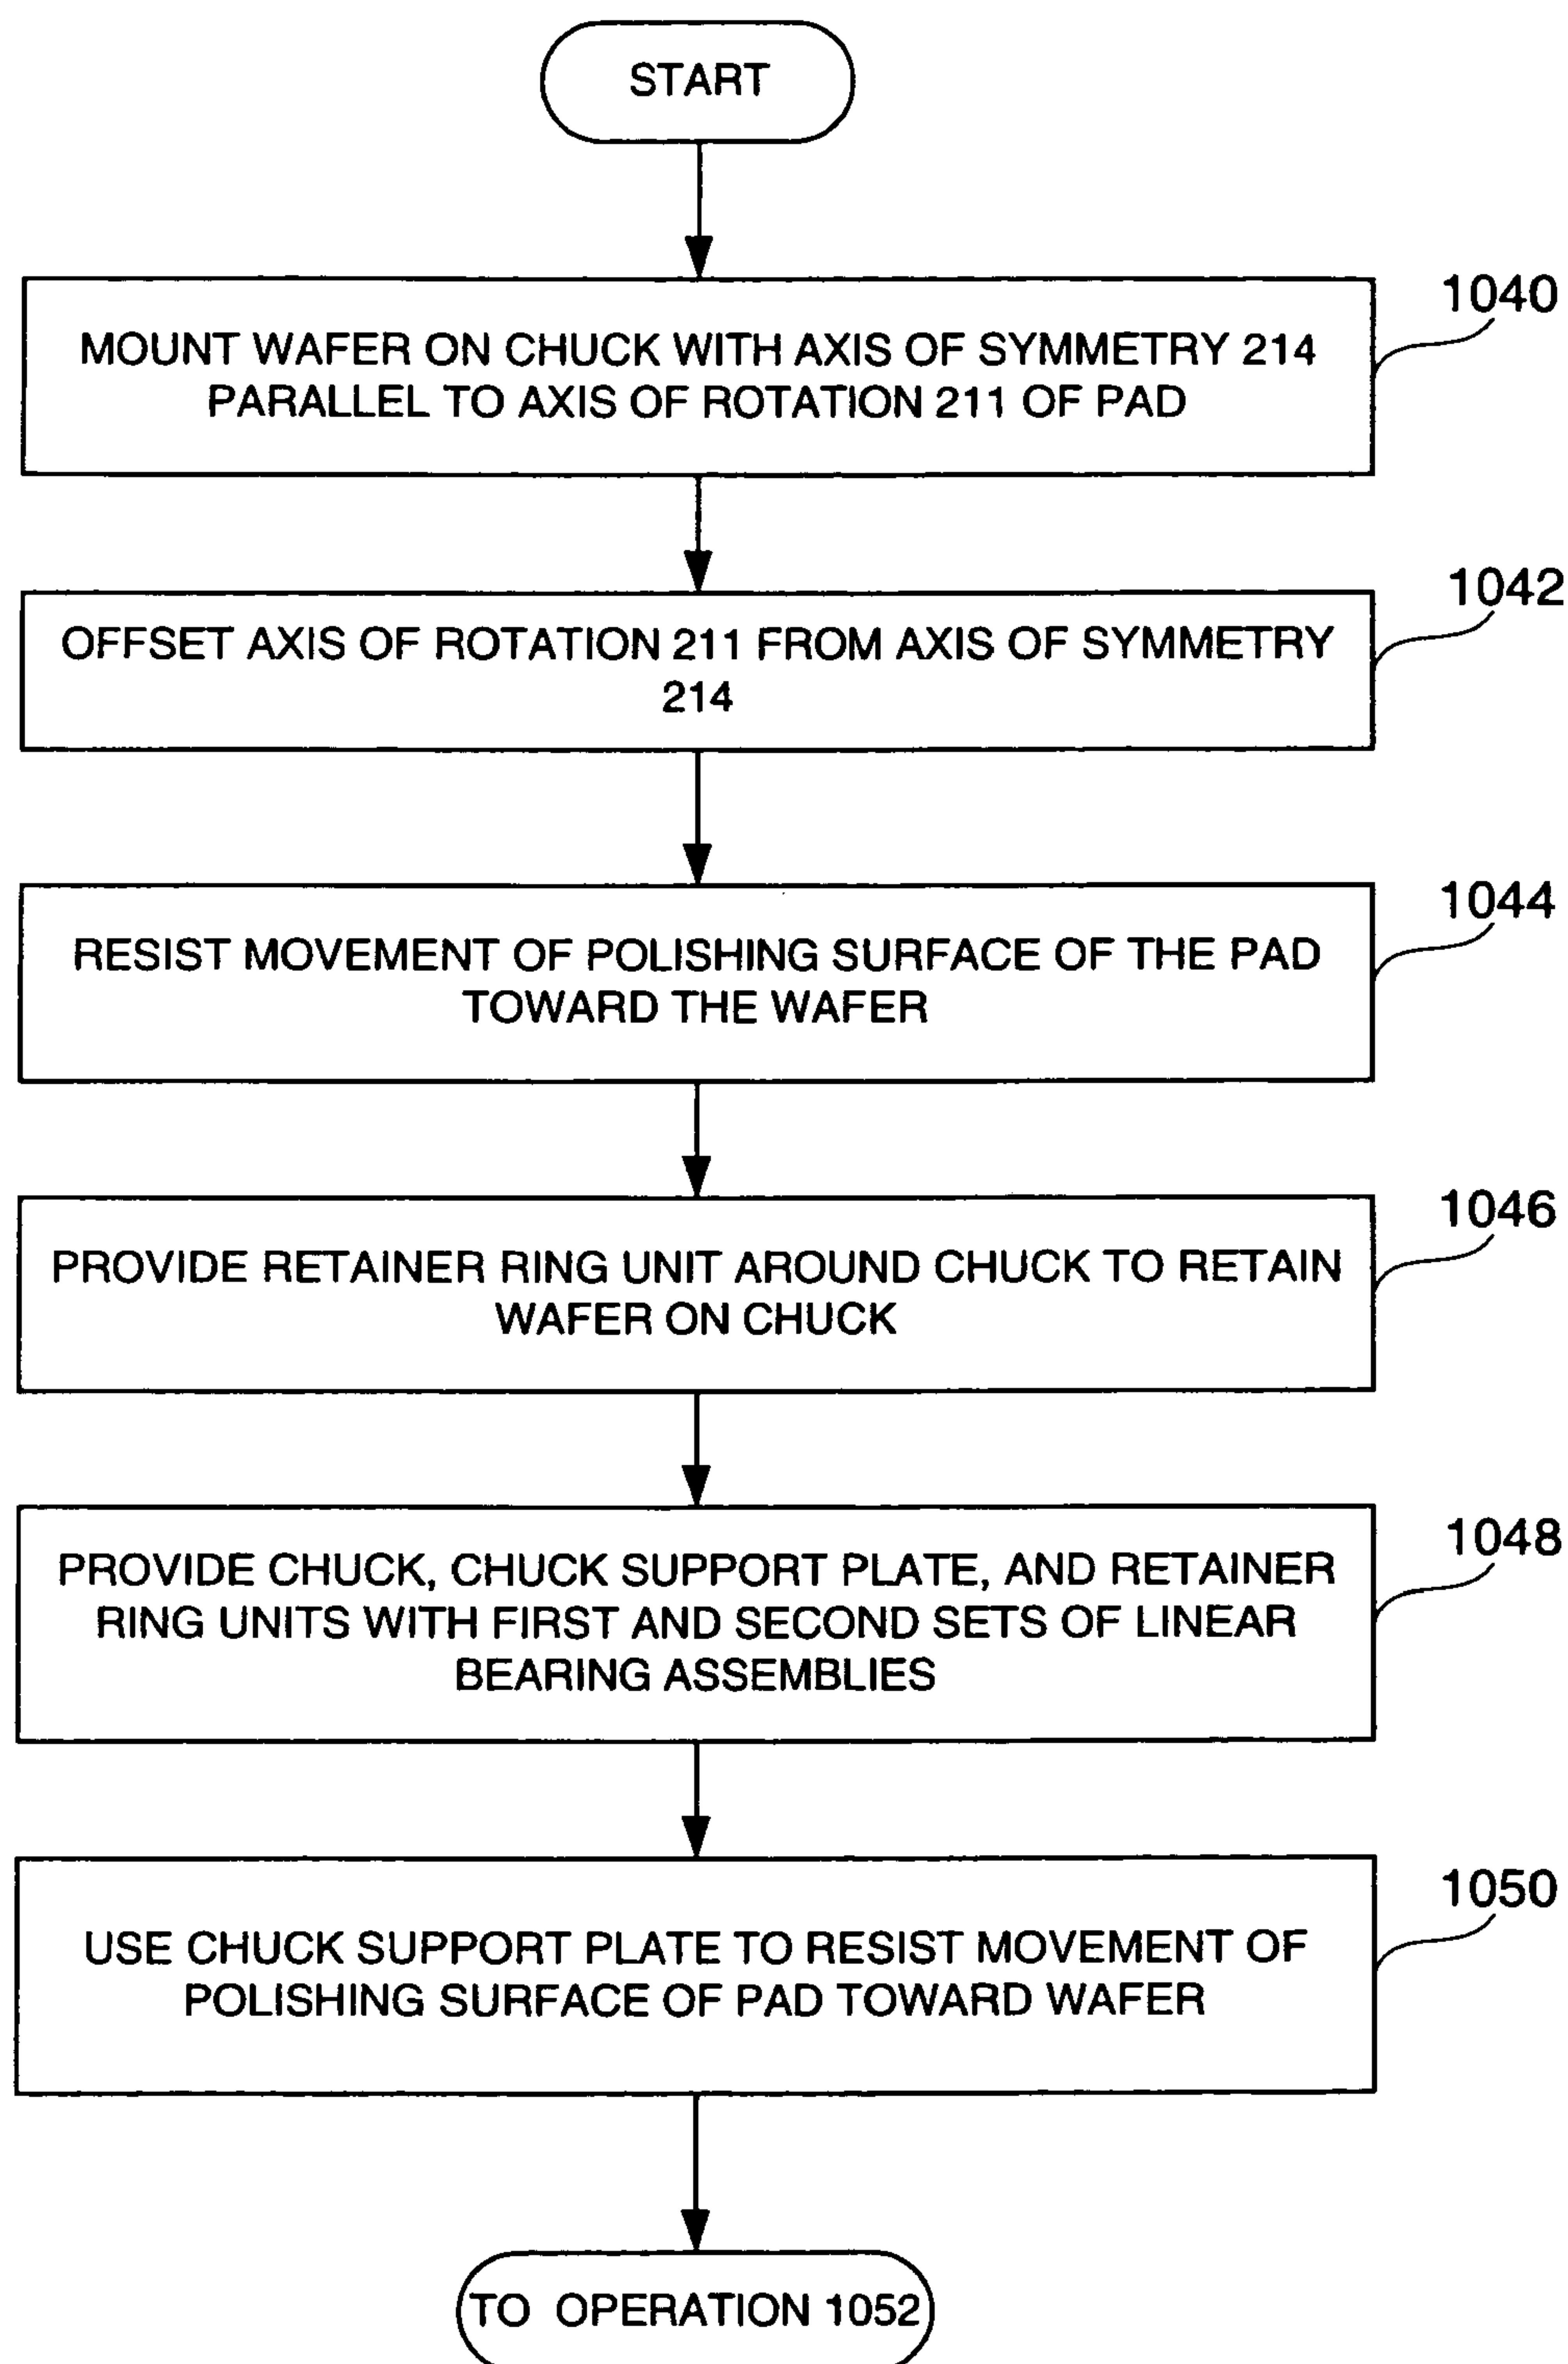 START
1040
MOUNT WAFER ON CHUCK WITH AXIS OF SYMMETRY 214
PARALLEL TO AXIS OF ROTATION 211 OF PAD
1042
OFFSET AXIS OF ROTATION 211 FROM AXIS OF SYMMETRY
214
1044
RESIST MOVEMENT OF POLISHING SURFACE OF THE PAD
TOWARD THE WAFER
1046
PROVIDE RETAINER RING UNIT AROUND CHUCK TO RETAIN
WAFER ON CHUCK
1048
PROVIDE CHUCK, CHUCK SUPPORT PLATE, AND RETAINER
RING UNITS WITH FIRST AND SECOND SETS OF LINEAR
BEARING ASSEMBLIES
1050
USE CHUCK SUPPORT PLATE TO RESIST MOVEMENT OF
POLISHING SURFACE OF PAD TOWARD WAFER
TO OPERATION 1052